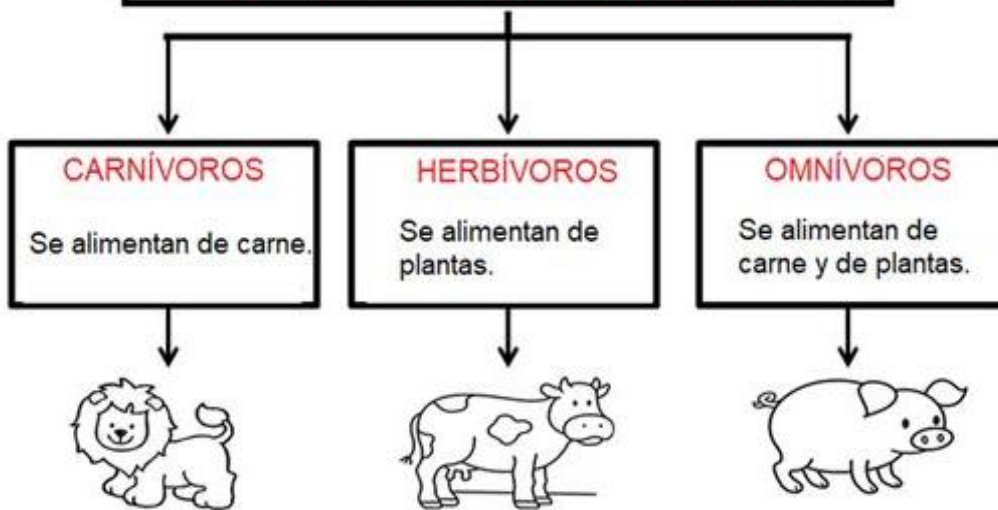 CARNÍVOROS
Se alimentan de carne.
HERBÍVOROS
Se alimentan de
plantas.
OMNÍVOROS
Se alimentan de
carne y de plantas.